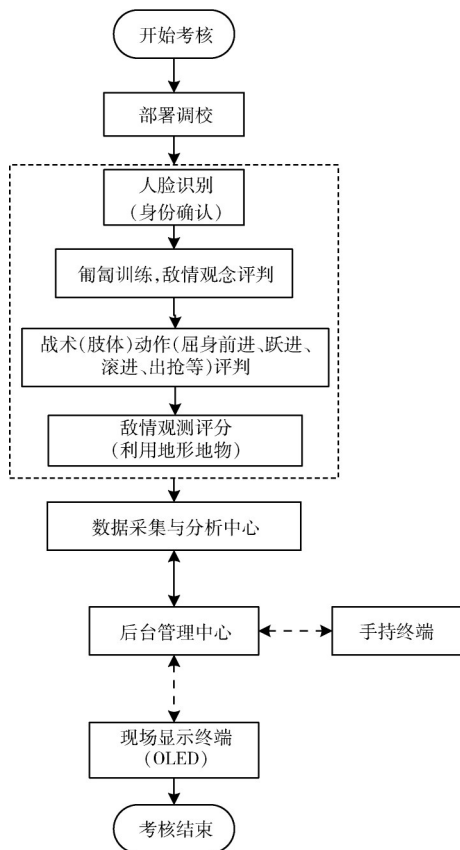 开始考核
部署调校
人脸识别
(身份确认)
匍匐训练,敌情观念评判
战术(肢体)动作(屈身前进、跃进、
滚进、出抢等)评判
敌情观测评分
(利用地形地物)
数据采集与分析中心
后台管理中心
手持终端
现场显示终端
(OLED)
考核结束